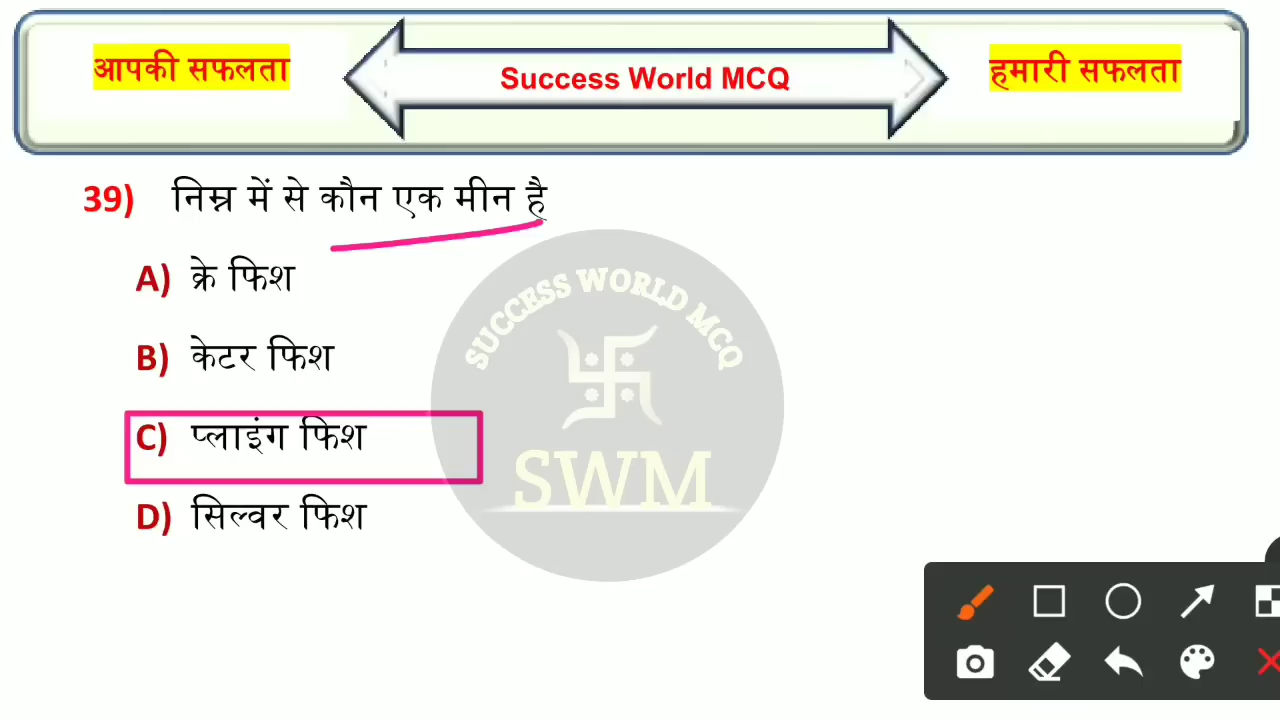 आपकी सफलता
Success World MCQ
हमारी सफलता
39) निम्न में से कौन एक मीन है
A) क्रे फिश
B) केटर फिश
C) प्लाइंग फिश
D) सिल्वर फिश
SUCCESS WORLD MCQ
SWM